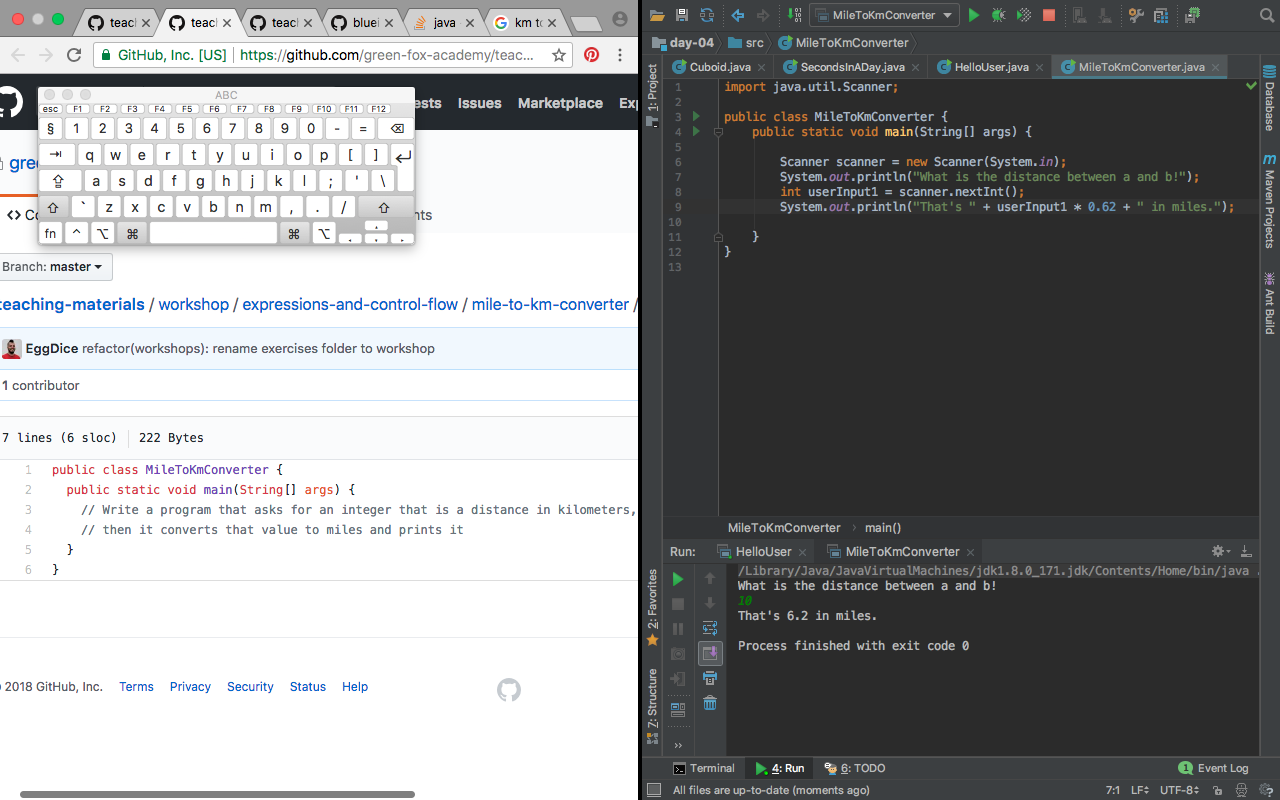 teacl
teacl
teacl
bluei
java
km to
GitHub, Inc. [US]
https://github.com/green-fox-academy/teac...
ests
Issues
Marketplace
Exp
ABC
esc F1 F2 F3 F4 F5 F6 F7 F8 F9 F10 F11 F12
§ 1 2 3 4 5 6 7 8 9 0 - =
q w e r t y u i o p [ ]
a s d f g h j k l ; ' \
` z x c v b n m , . /
fn ^ ⌥ ⌘ ⌘ ⌥
gree
<> Co
nts
Branch: master
teaching-materials / workshop / expressions-and-control-flow / mile-to-km-converter /
EggDice refactor(workshops): rename exercises folder to workshop
1 contributor
7 lines (6 sloc) 222 Bytes
1 public class MileToKmConverter {
2 public static void main(String[] args) {
3 // Write a program that asks for an integer that is a distance in kilometers,
4 // then it converts that value to miles and prints it
5 }
6 }
© 2018 GitHub, Inc. Terms Privacy Security Status Help
MileToKmConverter
day-04 src MileToKmConverter
Cuboid.java SecondsInADay.java HelloUser.java MileToKmConverter.java
1: Project
1 import java.util.Scanner;
2
3 public class MileToKmConverter {
4 public static void main(String[] args) {
5
6 Scanner scanner = new Scanner(System.in);
7 System.out.println("What is the distance between a and b!");
8 int userInput1 = scanner.nextInt();
9 System.out.println("That's " + userInput1 * 0.62 + " in miles.");
10
11 }
12 }
13
Database
Maven Projects
Ant Build
MileToKmConverter main()
Run: HelloUser MileToKmConverter
/Library/Java/JavaVirtualMachines/jdk1.8.0_171.jdk/Contents/Home/bin/java .
What is the distance between a and b!
10
That's 6.2 in miles.
Process finished with exit code 0
2: Favorites
7: Structure
Terminal 4: Run 6: TODO 1 Event Log
All files are up-to-date (moments ago) 7:1 LF UTF-8